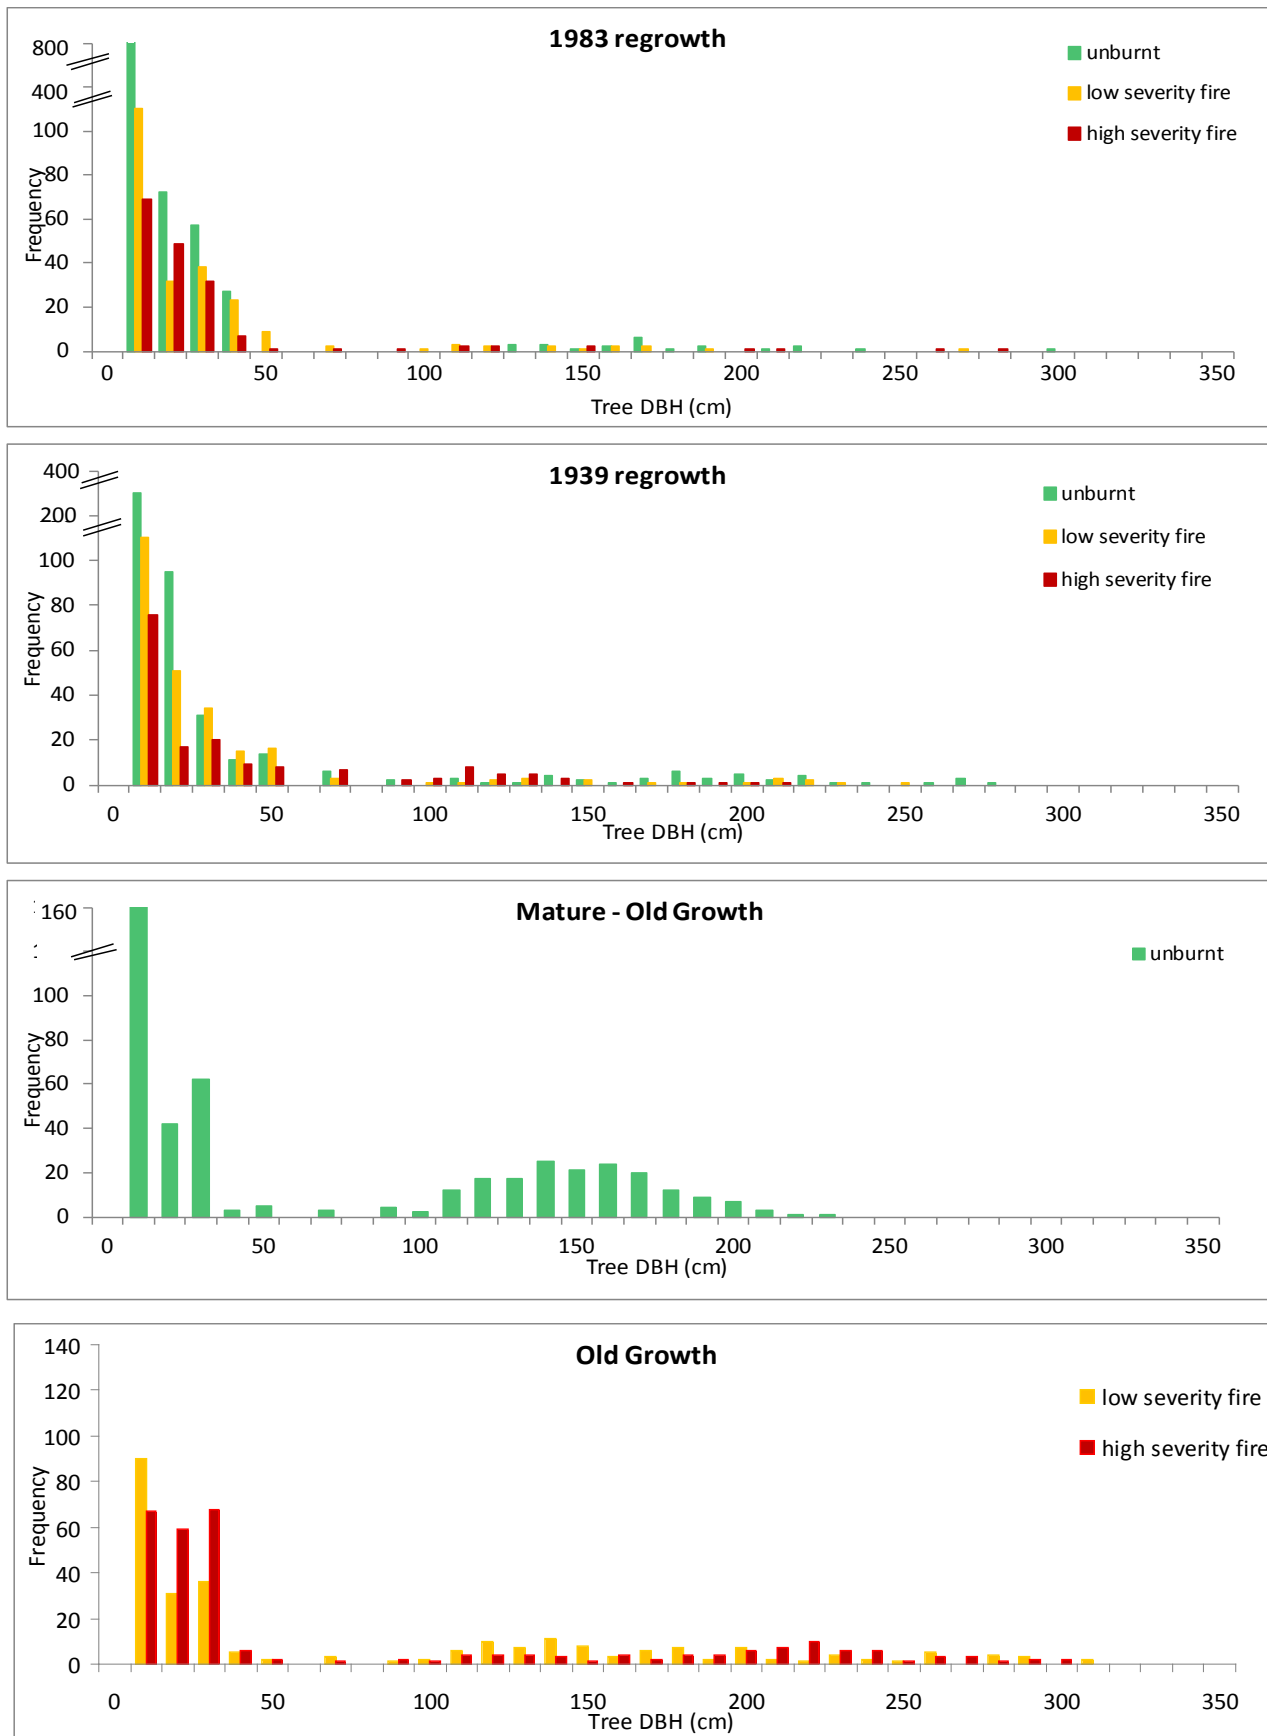 1983 regrowth
800
400
100
80
60
40
20
0
Frequency
unburnt
low severity fire
high severity fire
0 50 100 150 200 250 300 350
Tree DBH (cm)
1939 regrowth
400
200
100
80
60
40
20
0
Frequency
unburnt
low severity fire
high severity fire
0 50 100 150 200 250 300 350
Tree DBH (cm)
Mature - Old Growth
160
100
80
60
40
20
0
Frequency
unburnt
0 50 100 150 200 250 300 350
Tree DBH (cm)
Old Growth
140
120
100
80
60
40
20
0
Frequency
low severity fire
high severity fire
0 50 100 150 200 250 300 350
Tree DBH (cm)